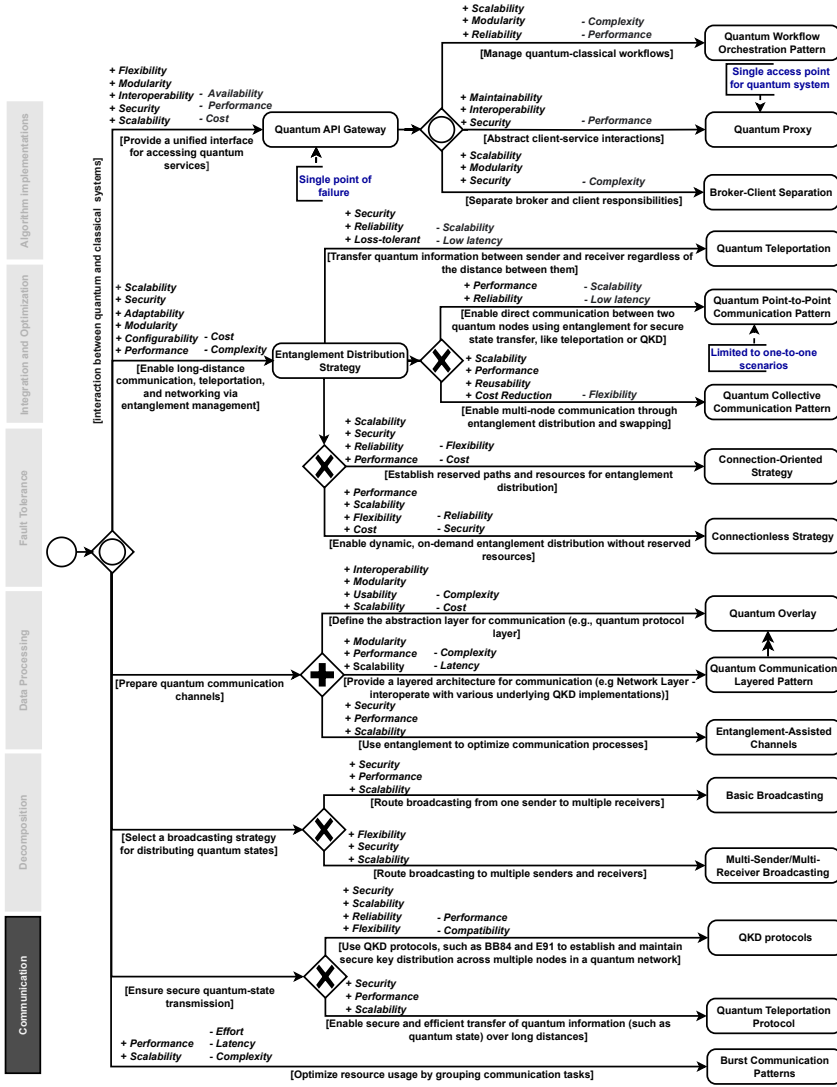 + Scalability
+ Modularity - Complexity
+ Reliability - Performance
[Manage quantum-classical workflows]
Quantum Workflow
Orchestration Pattern
Single access point
for quantum system
+ Flexibility
+ Modularity
+ Interoperability - Availability
+ Security - Performance
+ Scalability - Cost
[Provide a unified interface
for accessing quantum
services]
Quantum API Gateway
Single point of
failure
+ Maintainability
+ Interoperability
+ Security - Performance
[Abstract client-service interactions]
Quantum Proxy
+ Scalability
+ Modularity
+ Security - Complexity
[Separate broker and client responsibilities]
Broker-Client Separation
+ Security
+ Reliability - Scalability
+ Loss-tolerant - Low latency
[Transfer quantum information between sender and receiver regardless of
the distance between them]
Quantum Teleportation
[interaction between quantum and classical systems]
+ Scalability
+ Security
+ Adaptability
+ Modularity
+ Configurability - Cost
+ Performance - Complexity
[Enable long-distance
communication, teleportation,
and networking via
entanglement management]
Entanglement Distribution
Strategy
+ Performance - Scalability
+ Reliability - Low latency
[Enable direct communication between two
quantum nodes using entanglement for secure
state transfer, like teleportation or QKD]
Quantum Point-to-Point
Communication Pattern
Limited to one-to-one
scenarios
+ Scalability
+ Performance
+ Reusability
+ Cost Reduction - Flexibility
[Enable multi-node communication through
entanglement distribution and swapping]
Quantum Collective
Communication Pattern
+ Scalability
+ Security
+ Reliability - Flexibility
+ Performance - Cost
[Establish reserved paths and resources for entanglement
distribution]
Connection-Oriented
Strategy
+ Performance
+ Scalability
+ Flexibility - Reliability
+ Cost - Security
[Enable dynamic, on-demand entanglement distribution without reserved
resources]
Connectionless Strategy
+ Interoperability
+ Modularity
+ Usability - Complexity
+ Scalability - Cost
[Define the abstraction layer for communication (e.g., quantum protocol
layer]
Quantum Overlay
[Prepare quantum communication
channels]
+ Modularity
+ Performance - Complexity
+ Scalability - Latency
[Provide a layered architecture for communication (e.g Network Layer -
interoperate with various underlying QKD implementations)]
Quantum Communication
Layered Pattern
+ Security
+ Performance
+ Scalability
[Use entanglement to optimize communication processes]
Entanglement-Assisted
Channels
[Select a broadcasting strategy
for distributing quantum states]
+ Security
+ Performance
+ Scalability
[Route broadcasting from one sender to multiple receivers]
Basic Broadcasting
+ Flexibility
+ Security
+ Scalability
[Route broadcasting to multiple senders and receivers]
Multi-Sender/Multi-
Receiver Broadcasting
[Ensure secure quantum-state
transmission]
+ Security
+ Scalability
+ Reliability - Performance
+ Flexibility - Compatibility
[Use QKD protocols, such as BB84 and E91 to establish and maintain
secure key distribution across multiple nodes in a quantum network]
QKD protocols
+ Security
+ Performance
+ Scalability
[Enable secure and efficient transfer of quantum information (such as
quantum state) over long distances]
Quantum Teleportation
Protocol
- Effort
+ Performance - Latency
+ Scalability - Complexity
[Optimize resource usage by grouping communication tasks]
Burst Communication
Patterns
Algorithm Implementations
Integration and Optimization
Fault Tolerance
Data Processing
Decomposition
Communication